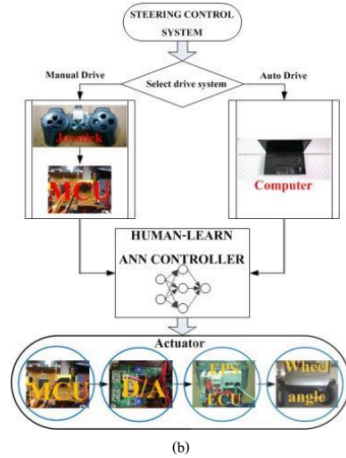 STEERING CONTROL
SYSTEM
Manual Drive
Auto Drive
Select drive system
Joystick
MCU
Computer
HUMAN-LEARN
ANN CONTROLLER
Actuator
MCU
D/A
EPS
ECU
Wheel
angle
(b)